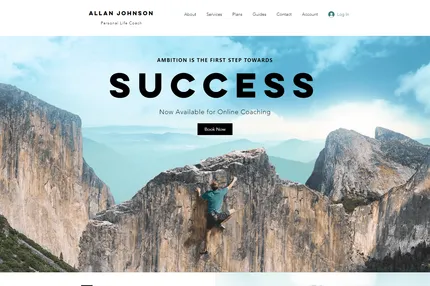 ALLAN JOHNSON
Personal Life Coach
About Services Plans Guides Contact Account Log In
AMBITION IS THE FIRST STEP TOWARDS
SUCCESS
Now Available for Online Coaching
Book Now